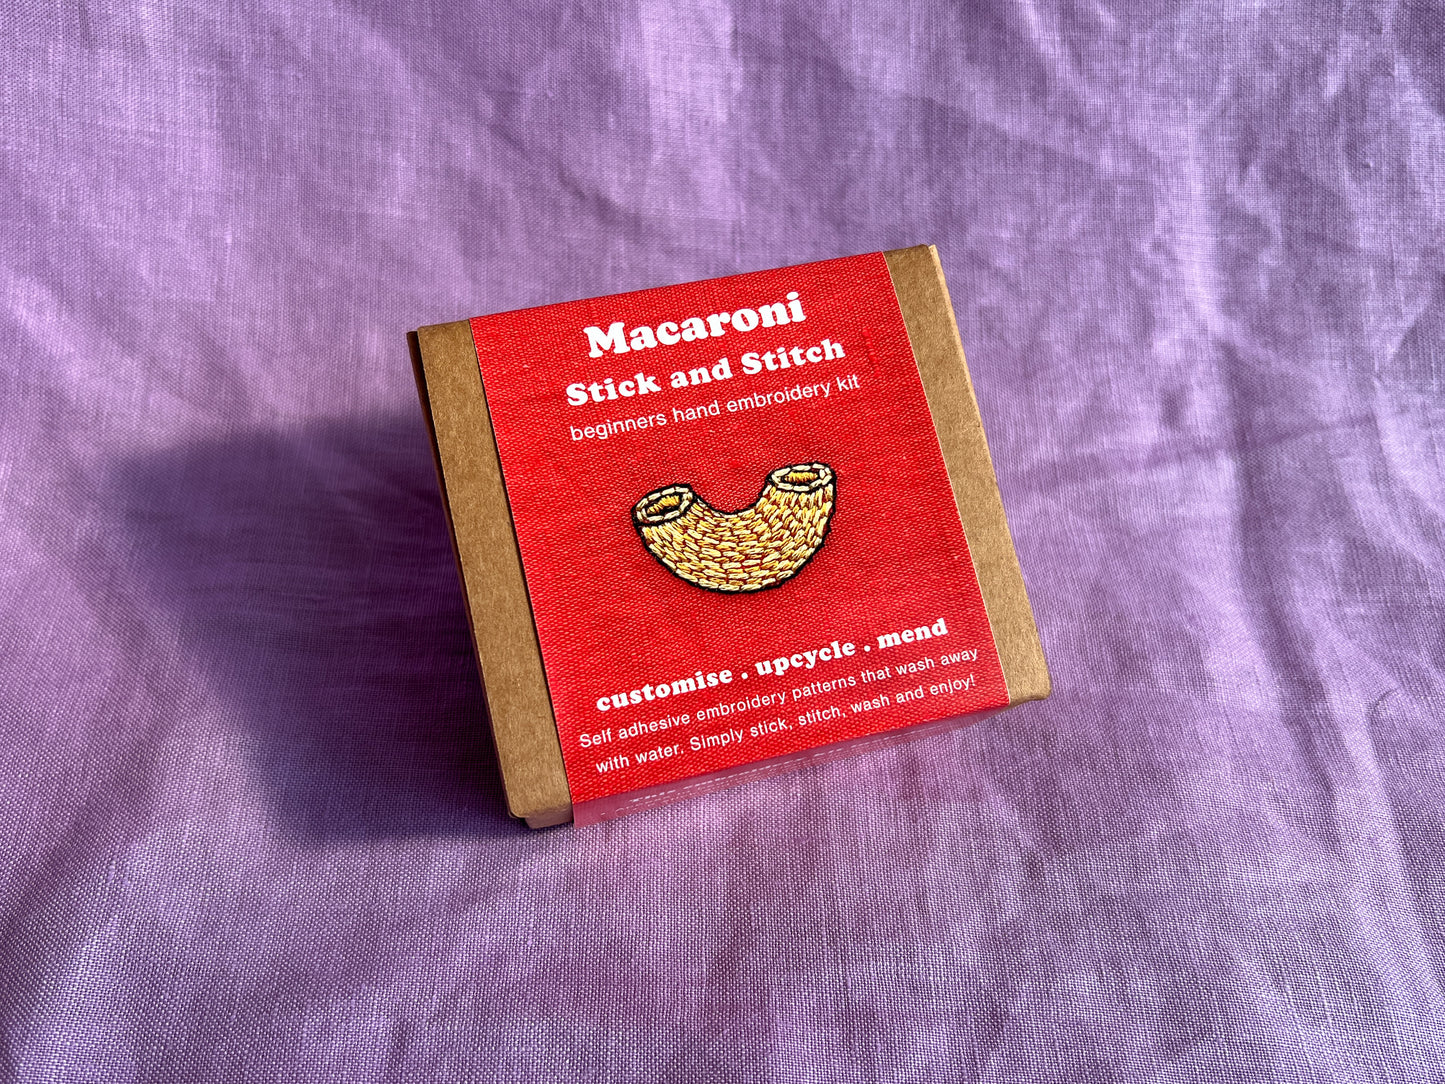 Macaroni
Stick and Stitch
beginners hand embroidery kit
customise . upcycle . mend
Self adhesive embroidery patterns that wash away
with water. Simply stick, stitch, wash and enjoy!